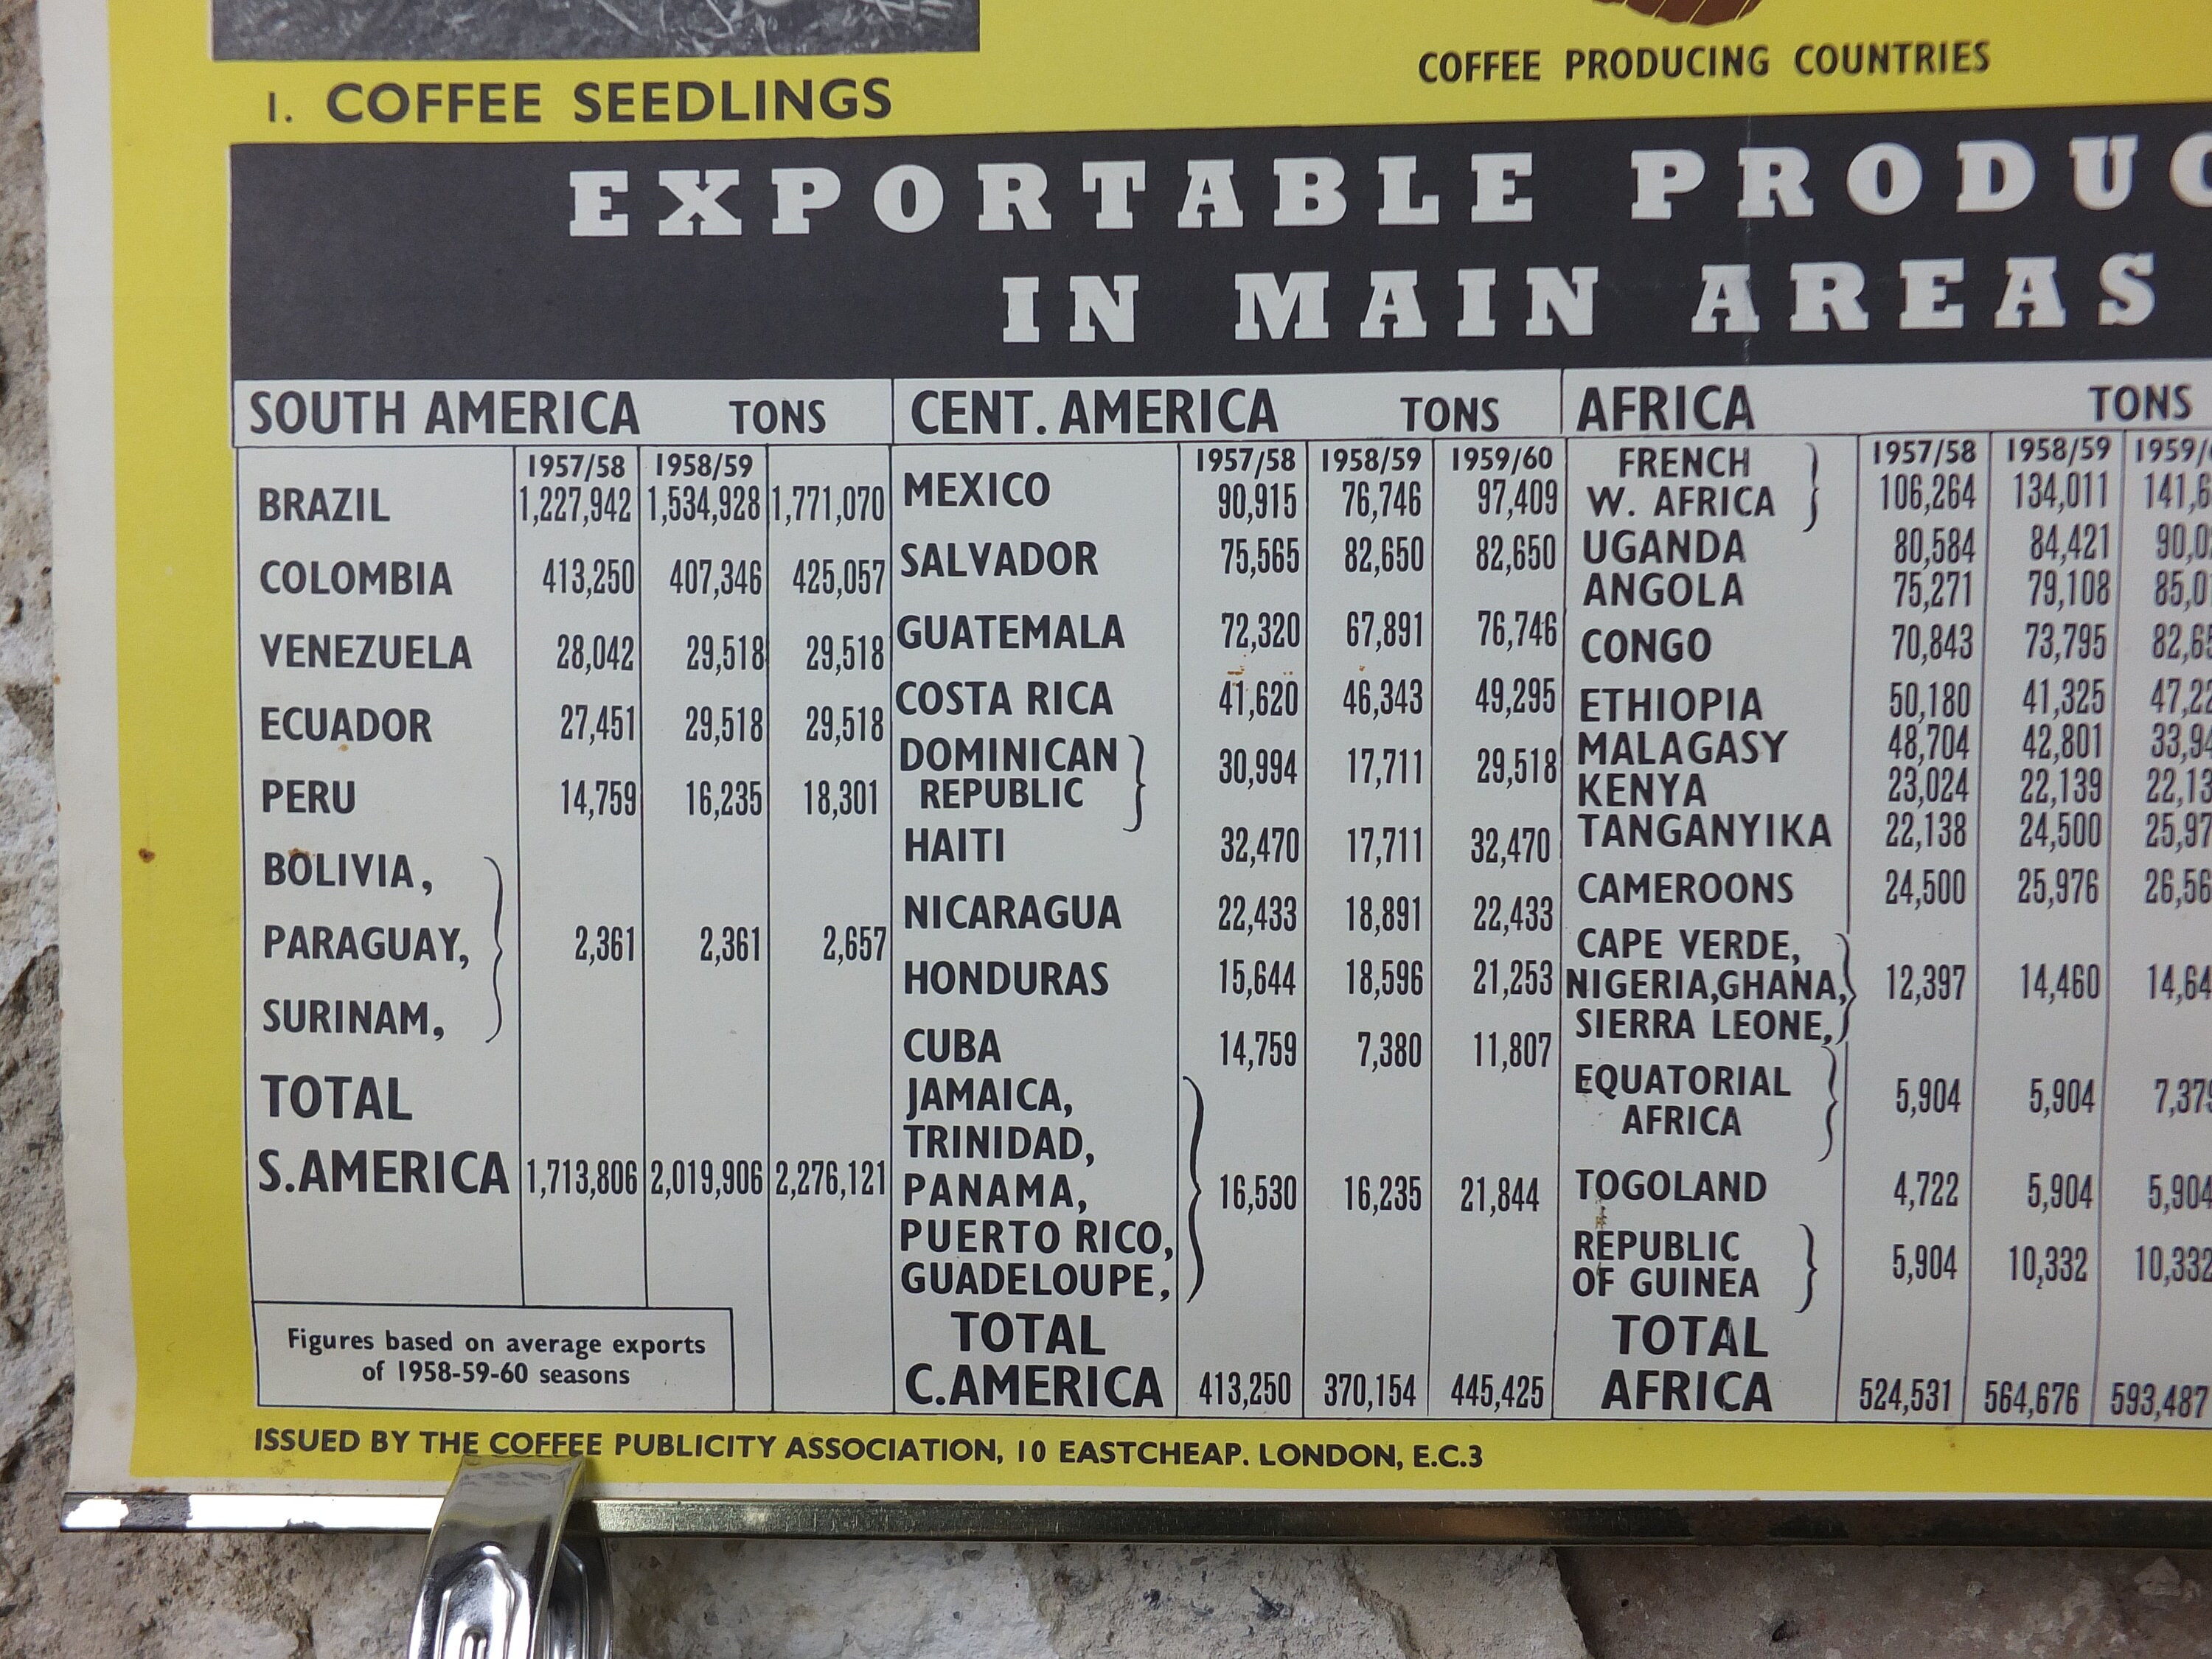 COFFEE PRODUCING COUNTRIES
1. COFFEE SEEDLINGS
EXPORTABLE
IN MAIN AREAS
SOUTH AMERICA TONS
1957/58 1958/59
BRAZIL 1,227,942 1,534,928 1,771,070
COLOMBIA 413,250 407,346 425,057
VENEZUELA 28,042 29,518 29,518
ECUADOR 27,451 29,518 29,518
PERU 14,759 16,235 18,301
BOLIVIA,
PARAGUAY, 2,361 2,361 2,657
SURINAM,
TOTAL
S.AMERICA 1,713,806 2,019,906 2,276,121
Figures based on average exports
of 1958-59-60 seasons
CENT. AMERICA TONS
1957/58 1958/59 1959/60
MEXICO 90,915 76,746 97,409
SALVADOR 75,565 82,650 82,650
GUATEMALA 72,320 67,891 76,746
COSTA RICA 41,620 46,343 49,295
DOMINICAN
REPUBLIC 30,994 17,711 29,518
HAITI 32,470 17,711 32,470
NICARAGUA 22,433 18,891 22,433
HONDURAS 15,644 18,596 21,253
CUBA 14,759 7,380 11,807
JAMAICA,
TRINIDAD,
PANAMA, 16,530 16,235 21,844
PUERTO RICO,
GUADELOUPE,
TOTAL
C.AMERICA 413,250 370,154 445,425
AFRICA TONS
1957/58 1958/59
FRENCH
W. AFRICA 106,264 134,011
UGANDA 80,584 84,421
ANGOLA 75,271 79,108
CONGO 70,843 73,795
ETHIOPIA 50,180 41,325
MALAGASY 48,704 42,801
KENYA 23,024 22,139
TANGANYIKA 22,138 24,500
CAMEROONS 24,500 25,976
CAPE VERDE,
NIGERIA,GHANA, 12,397 14,460
SIERRA LEONE,
EQUATORIAL
AFRICA 5,904 5,904 7,379
TOGOLAND 4,722 5,904 5,904
REPUBLIC
OF GUINEA 5,904 10,332 10,332
TOTAL
AFRICA 524,531 564,676 593,487
ISSUED BY THE COFFEE PUBLICITY ASSOCIATION, 10 EASTCHEAP. LONDON, E.C.3